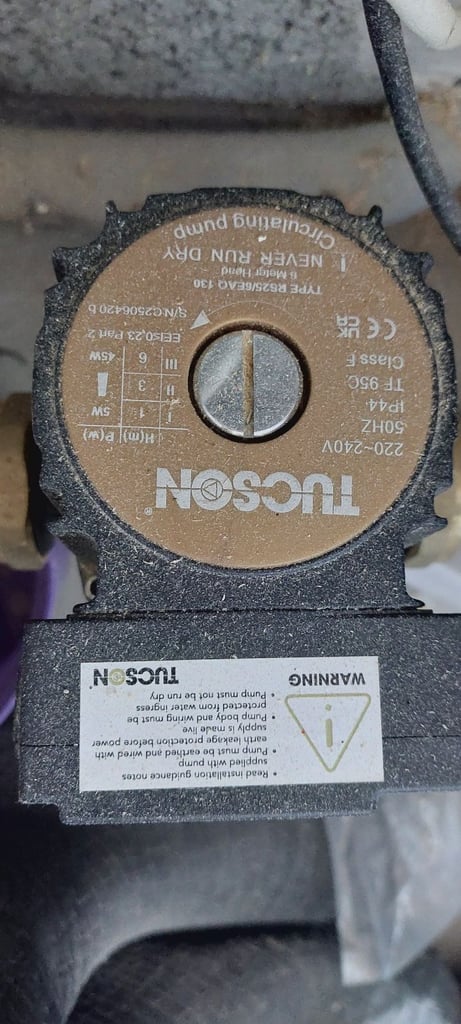 • Read installation guidance notes
supplied with pump
• Pump must be earthed and wired with
earth leakage protection before power
supply is made live
• Pump body and wiring must be
protected from water ingress
• Pump must not be run dry
WARNING
TUCSON
TUCSON®
220~240V
50HZ
IP44
TF 95C
Class F
CE UKCA
H(m) P(w)
I 1 5W
II 3
III 6 45W
EEI≤0,23 Part 2
S/N:C2506420 b
TYPE RS25/6EAQ 130
6 Meter Head
! NEVER RUN DRY
Circulating pump